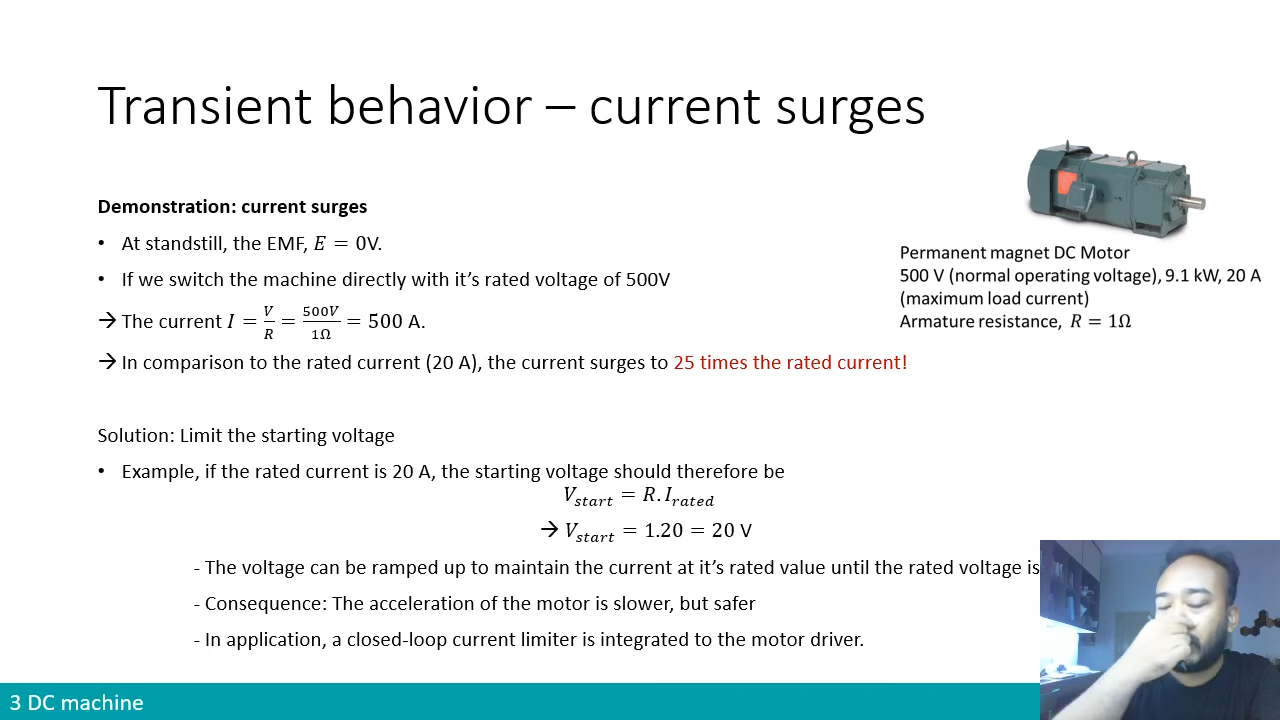 Transient behavior – current surges
Demonstration: current surges
• At standstill, the EMF, E = 0V.
• If we switch the machine directly with it’s rated voltage of 500V
→ The current I = V/R = 500V/1Ω = 500 A.
→ In comparison to the rated current (20 A), the current surges to 25 times the rated current!
Permanent magnet DC Motor
500 V (normal operating voltage), 9.1 kW, 20 A
(maximum load current)
Armature resistance, R = 1Ω
Solution: Limit the starting voltage
• Example, if the rated current is 20 A, the starting voltage should therefore be
V_start = R. I_rated
→ V_start = 1.20 = 20 V
- The voltage can be ramped up to maintain the current at it’s rated value until the rated voltage is
- Consequence: The acceleration of the motor is slower, but safer
- In application, a closed-loop current limiter is integrated to the motor driver.
3 DC machine